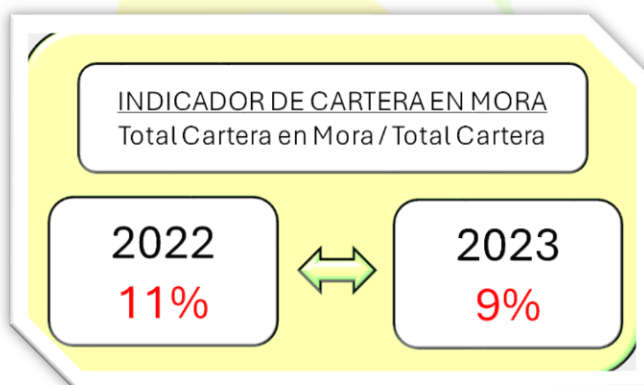 INDICADOR DE CARTERA EN MORA
Total Cartera en Mora / Total Cartera
2022
11%
2023
9%